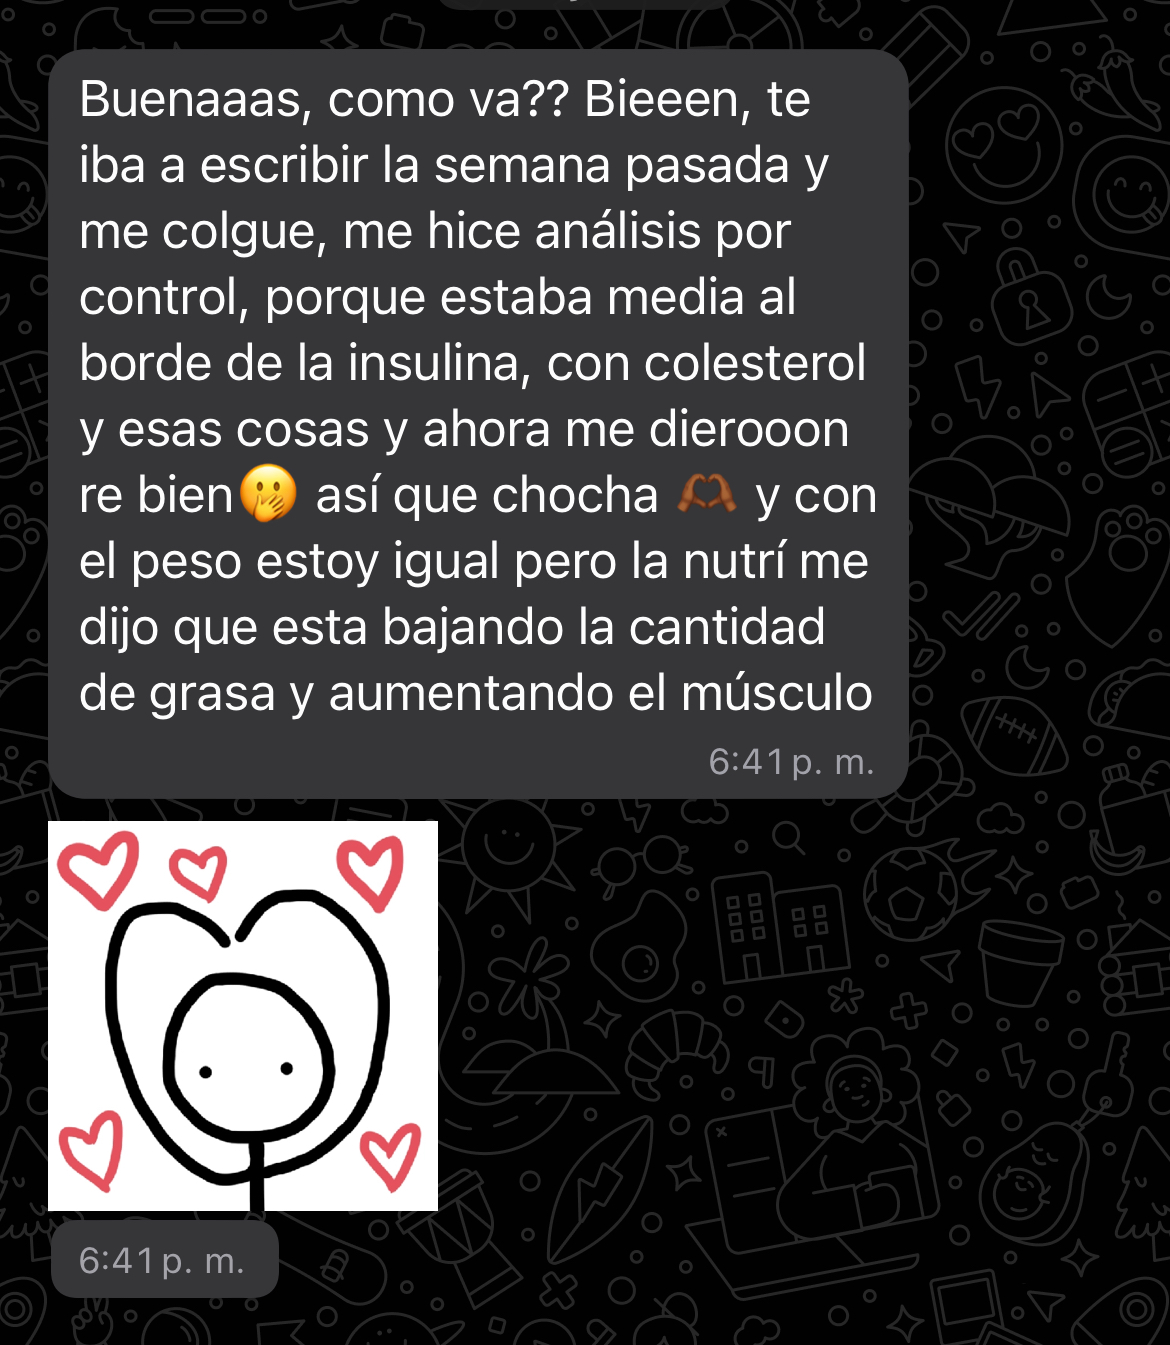 Buenaaas, como va?? Bieeen, te
iba a escribir la semana pasada y
me colgue, me hice análisis por
control, porque estaba media al
borde de la insulina, con colesterol
y esas cosas y ahora me dierooon
re bien🤭 así que chocha 🫶🏾 y con
el peso estoy igual pero la nutrí me
dijo que esta bajando la cantidad
de grasa y aumentando el músculo
6:41 p. m.
6:41 p. m.